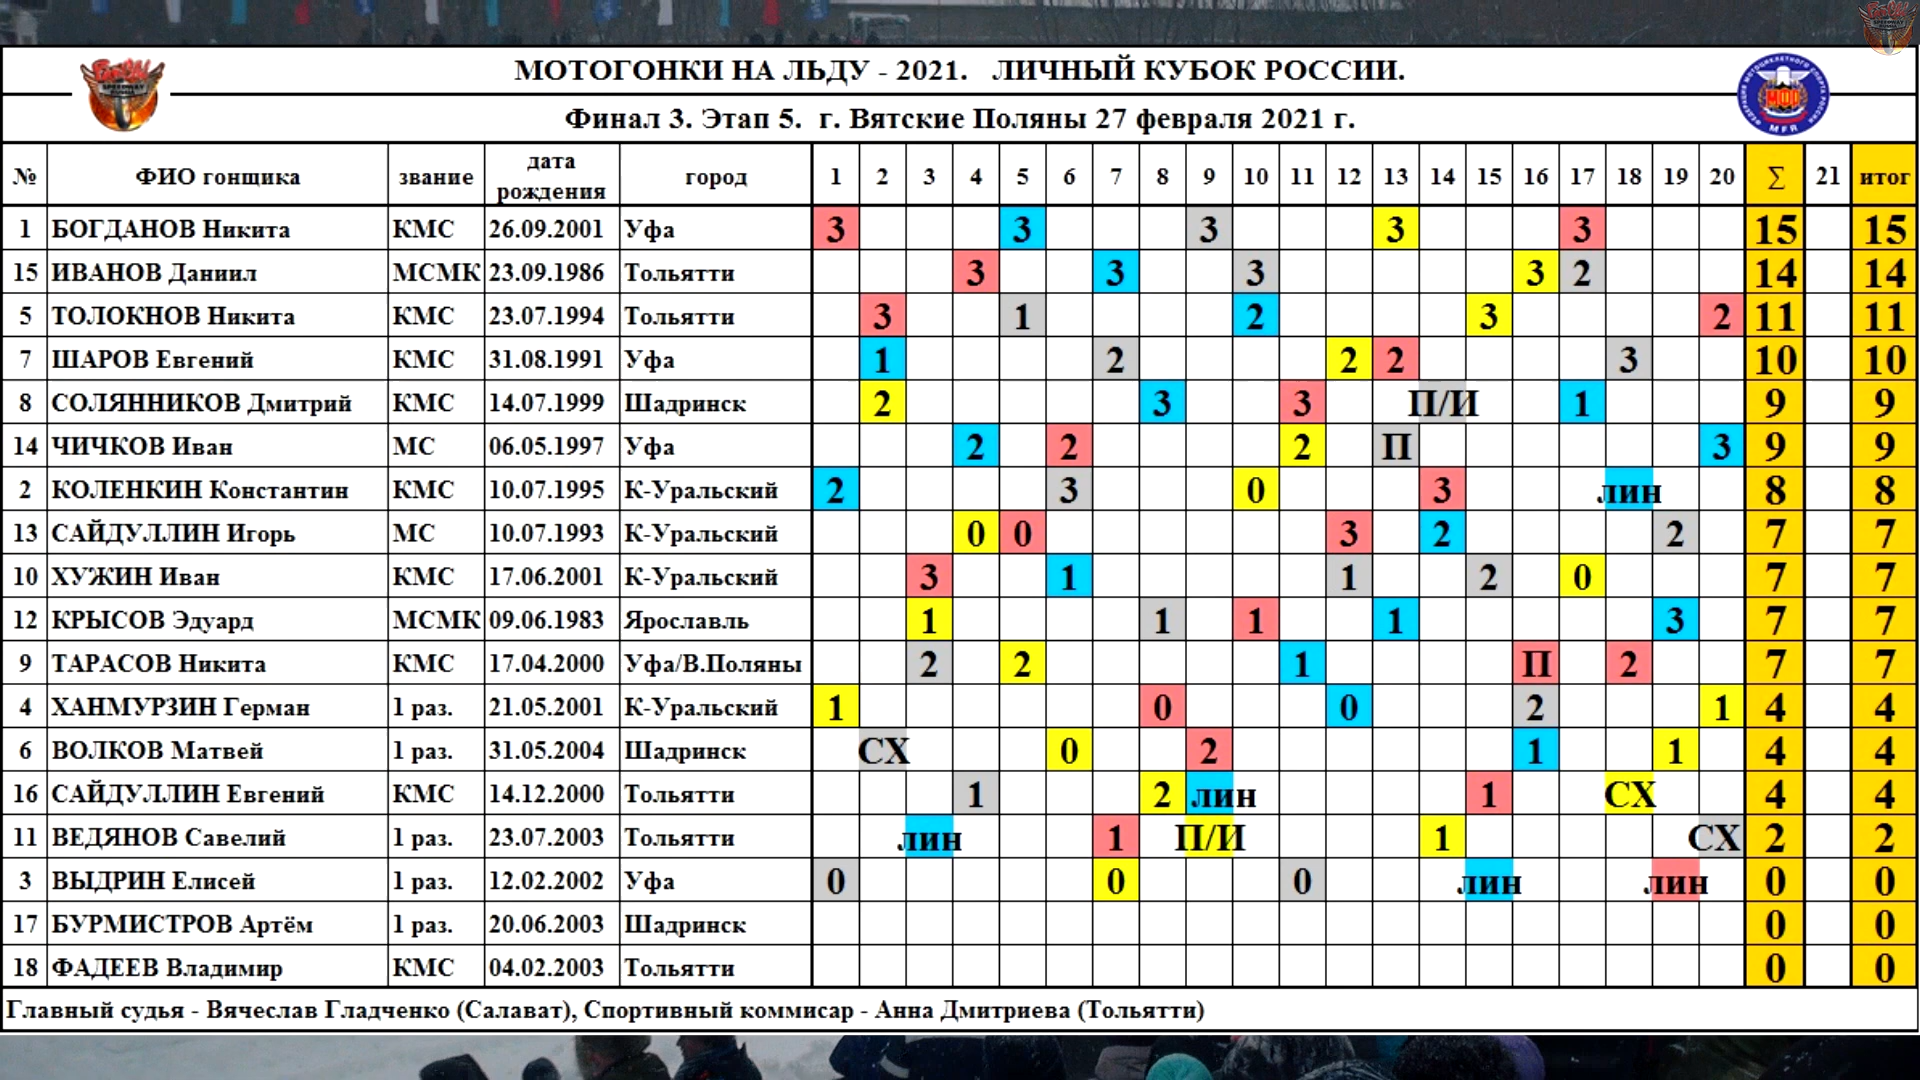 МОТОГОНКИ НА ЛЬДУ - 2021. ЛИЧНЫЙ КУБОК РОССИИ.
Финал 3. Этап 5. г. Вятские Поляны 27 февраля 2021 г.
№ ФИО гонщика звание дата рождения город 1 2 3 4 5 6 7 8 9 10 11 12 13 14 15 16 17 18 19 20 ∑ 21 итог
1 БОГДАНОВ Никита КМС 26.09.2001 Уфа 3 3 3 3 3 15 15
15 ИВАНОВ Даниил МСМК 23.09.1986 Тольятти 3 3 3 3 2 14 14
5 ТОЛОКНОВ Никита КМС 23.07.1994 Тольятти 3 1 2 3 2 11 11
7 ШАРОВ Евгений КМС 31.08.1991 Уфа 1 2 2 2 3 10 10
8 СОЛЯННИКОВ Дмитрий КМС 14.07.1999 Шадринск 2 3 3 П/И 1 9 9
14 ЧИЧКОВ Иван МС 06.05.1997 Уфа 2 2 2 П 3 9 9
2 КОЛЕНКИН Константин КМС 10.07.1995 К-Уральский 2 3 0 3 лин 8 8
13 САЙДУЛЛИН Игорь МС 10.07.1993 К-Уральский 0 0 3 2 2 7 7
10 ХУЖИН Иван КМС 17.06.2001 К-Уральский 3 1 1 2 0 7 7
12 КРЫСОВ Эдуард МСМК 09.06.1983 Ярославль 1 1 1 1 3 7 7
9 ТАРАСОВ Никита КМС 17.04.2000 Уфа/В.Поляны 2 2 1 П 2 7 7
4 ХАНМУРЗИН Герман 1 раз. 21.05.2001 К-Уральский 1 0 0 2 1 4 4
6 ВОЛКОВ Матвей 1 раз. 31.05.2004 Шадринск СХ 0 2 1 1 4 4
16 САЙДУЛЛИН Евгений КМС 14.12.2000 Тольятти 1 2 лин 1 СХ 4 4
11 ВЕДЯНОВ Савелий 1 раз. 23.07.2003 Тольятти лин 1 П/И 1 СХ 2 2
3 ВЫДРИН Елисей 1 раз. 12.02.2002 Уфа 0 0 0 лин лин 0 0
17 БУРМИСТРОВ Артём 1 раз. 20.06.2003 Шадринск 0 0
18 ФАДЕЕВ Владимир КМС 04.02.2003 Тольятти 0 0
Главный судья - Вячеслав Гладченко (Салават), Спортивный коммисар - Анна Дмитриева (Тольятти)